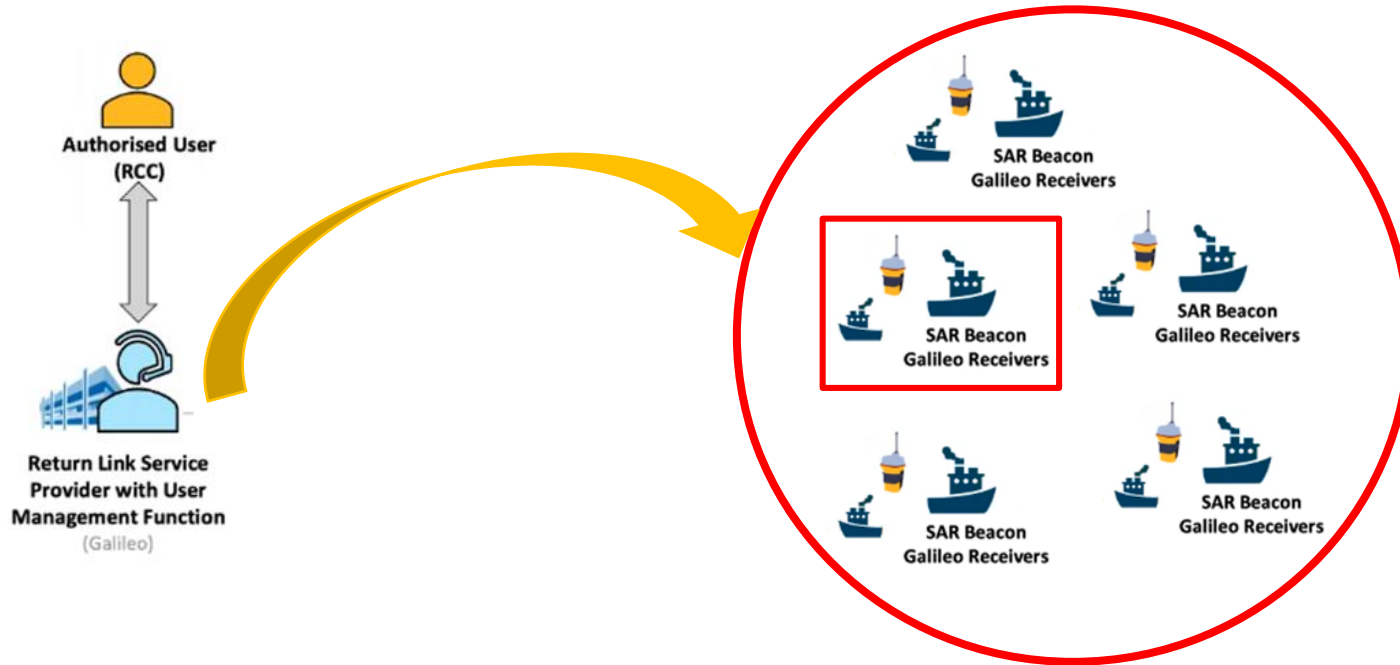 Authorised User
(RCC)
Return Link Service
Provider with User
Management Function
(Galileo)
SAR Beacon
Galileo Receivers
SAR Beacon
Galileo Receivers
SAR Beacon
Galileo Receivers
SAR Beacon
Galileo Receivers
SAR Beacon
Galileo Receivers